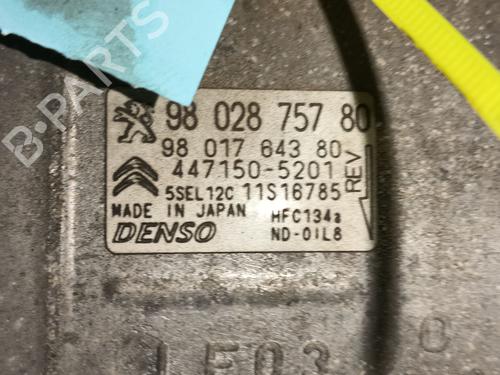 B-PARTS
98 028 757 80
98 017 643 80
447150-5201
REV
5SEL12C 11S16785
MADE IN JAPAN HFC134a
DENSO ND-OIL8